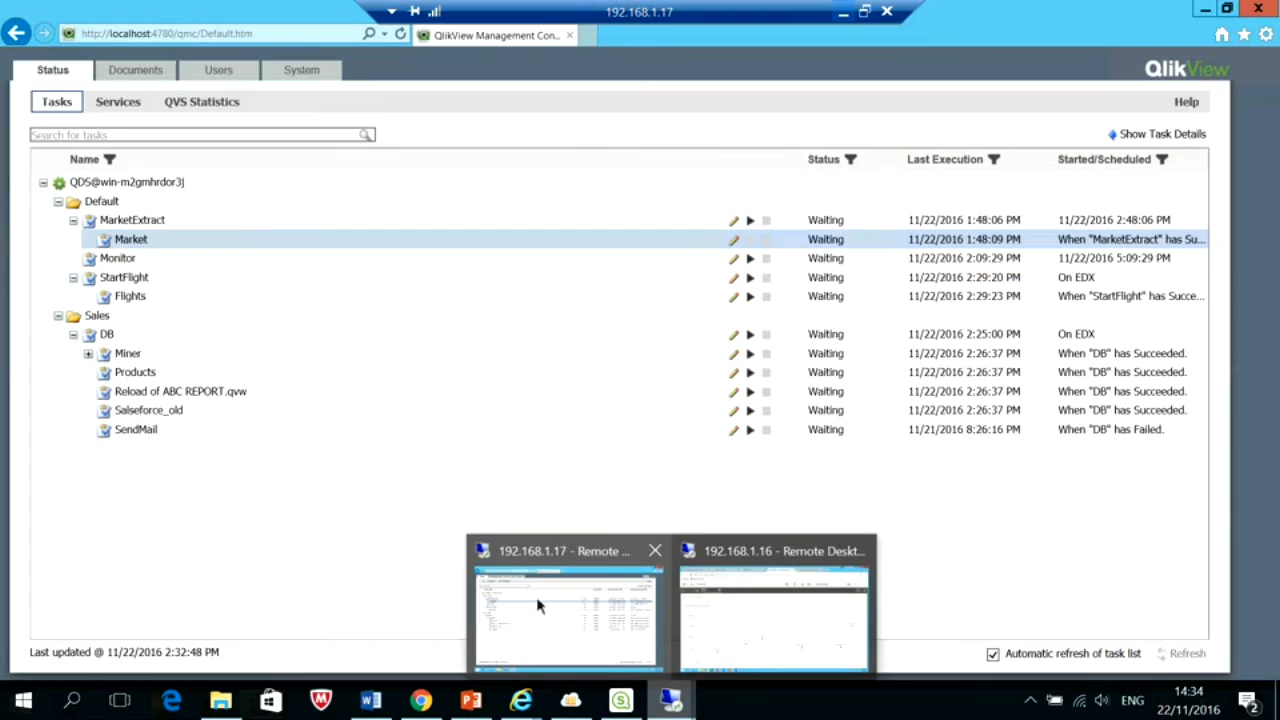 192.168.1.17
http://localhost:4780/qmc/Default.htm
QlikView Management Con...
Status Documents Users System
QlikView
Tasks Services QVS Statistics Help
Search for tasks
Show Task Details
Name Status Last Execution Started/Scheduled
QDS@win-m2gmhrdor3j
Default
MarketExtract Waiting 11/22/2016 1:48:06 PM 11/22/2016 2:48:06 PM
Market Waiting 11/22/2016 1:48:09 PM When "MarketExtract" has Su...
Monitor Waiting 11/22/2016 2:09:29 PM 11/22/2016 5:09:29 PM
StartFlight Waiting 11/22/2016 2:29:20 PM On EDX
Flights Waiting 11/22/2016 2:29:23 PM When "StartFlight" has Succe...
Sales
DB Waiting 11/22/2016 2:25:00 PM On EDX
Miner Waiting 11/22/2016 2:26:37 PM When "DB" has Succeeded.
Products Waiting 11/22/2016 2:26:37 PM When "DB" has Succeeded.
Reload of ABC REPORT.qvw Waiting 11/22/2016 2:26:37 PM When "DB" has Succeeded.
Salseforce_old Waiting 11/22/2016 2:26:37 PM When "DB" has Succeeded.
SendMail Waiting 11/21/2016 8:26:16 PM When "DB" has Failed.
192.168.1.17 - Remote ... 192.168.1.16 - Remote Deskt...
Last updated @ 11/22/2016 2:32:48 PM
Automatic refresh of task list Refresh
ENG
14:34
22/11/2016
2